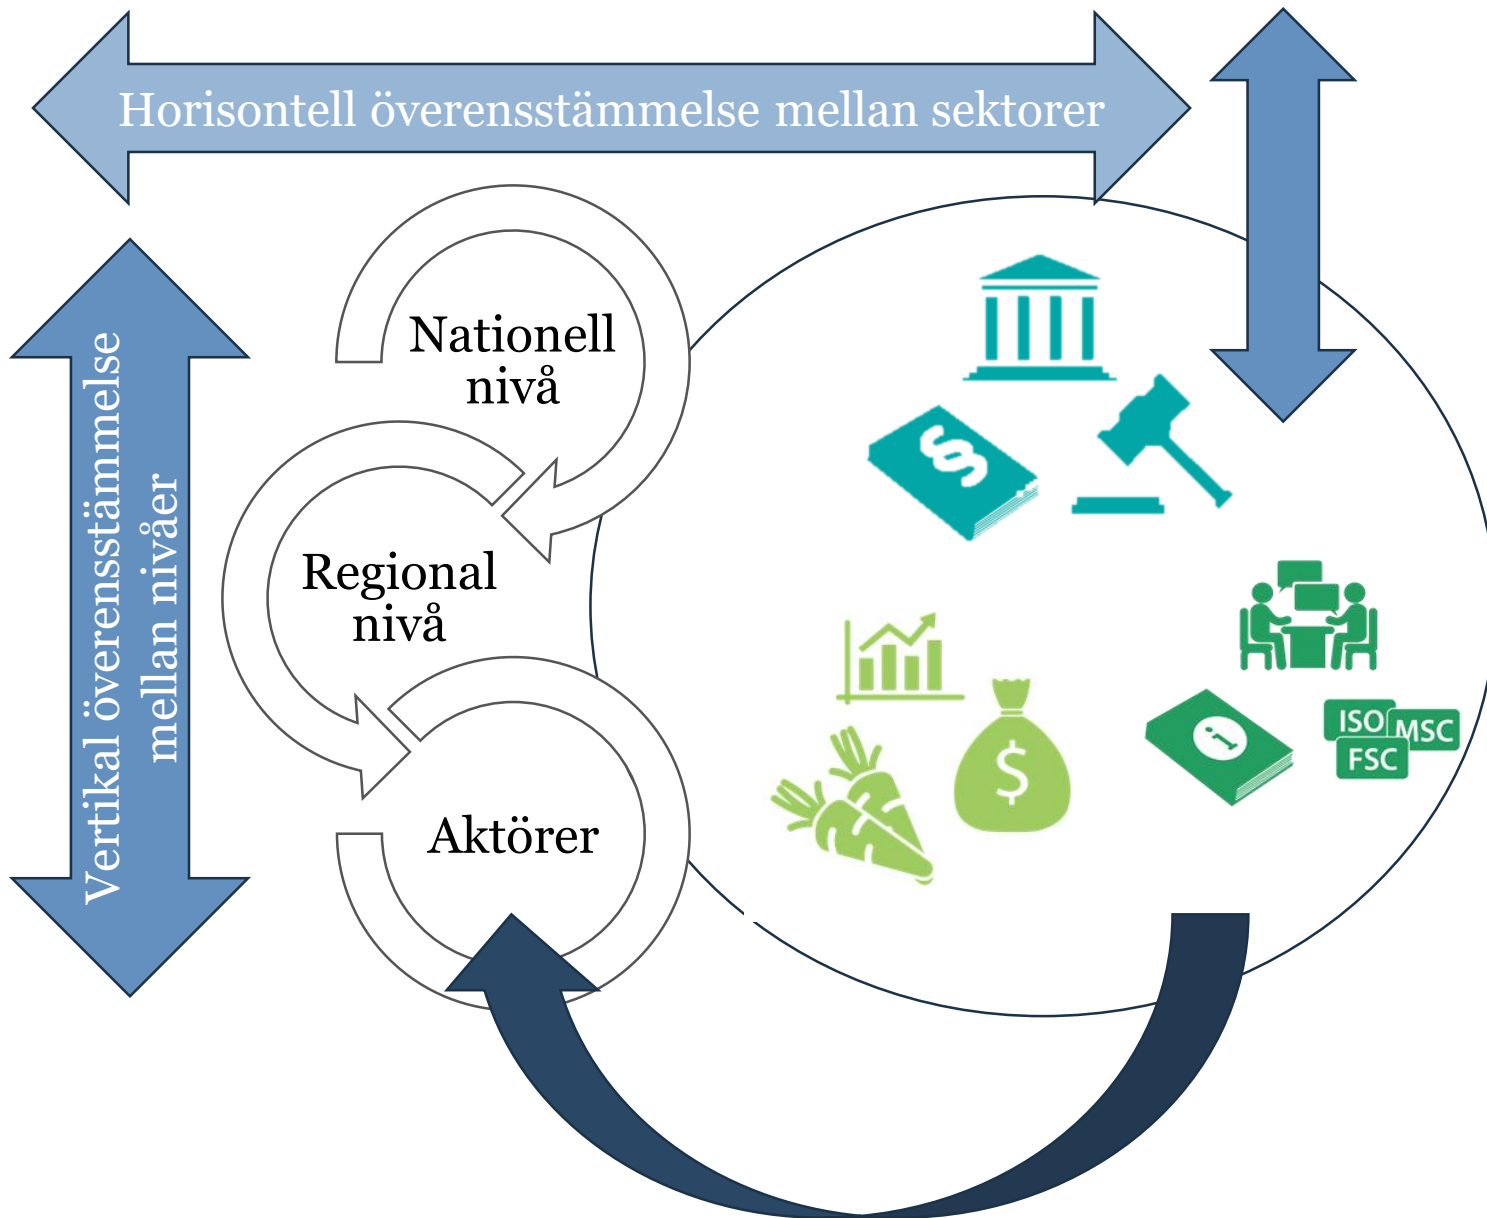 Horisontell överensstämmelse mellan sektorer
Vertikal överensstämmelse
mellan nivåer
Nationell
nivå
Regional
nivå
Aktörer
§
$
i
ISO
MSC
FSC